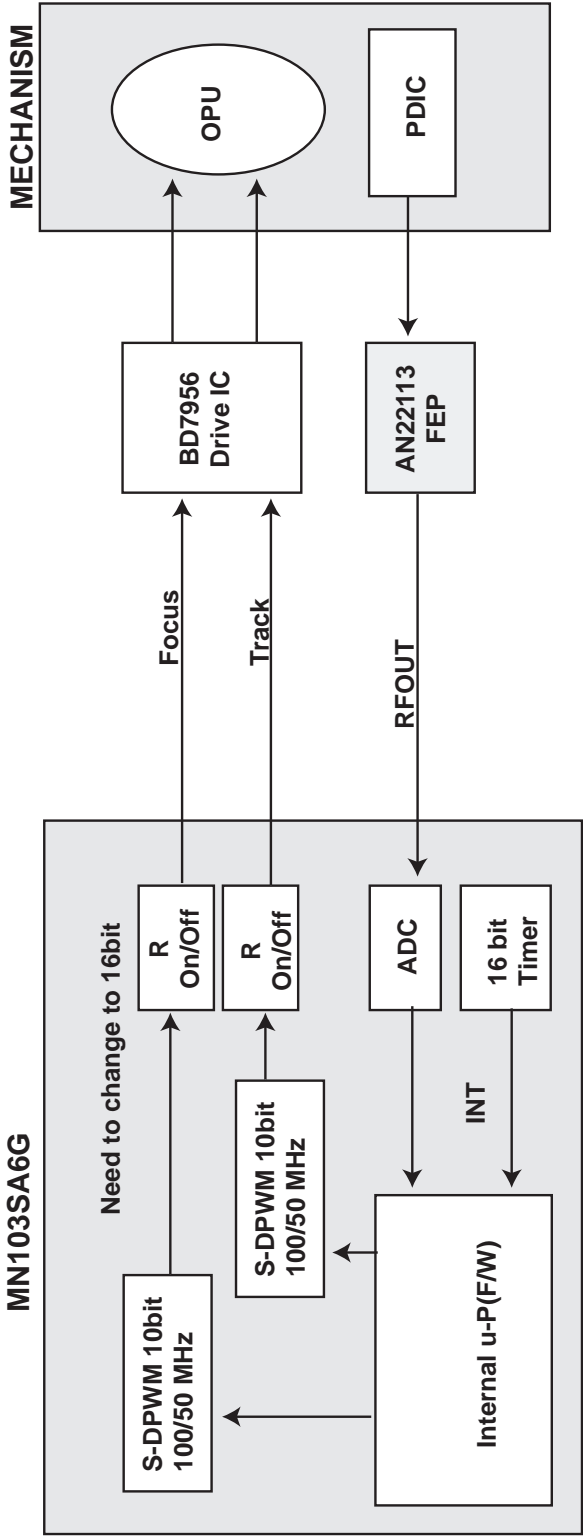 MN103SA6G
MECHANISM
Need to change to 16bit
S-DPWM 10bit
100/50 MHz
R
On/Off
Focus
BD7956
Drive IC
OPU
S-DPWM 10bit
100/50 MHz
R
On/Off
Track
Internal u-P(F/W)
ADC
RFOUT
AN22113
FEP
PDIC
INT
16 bit
Timer